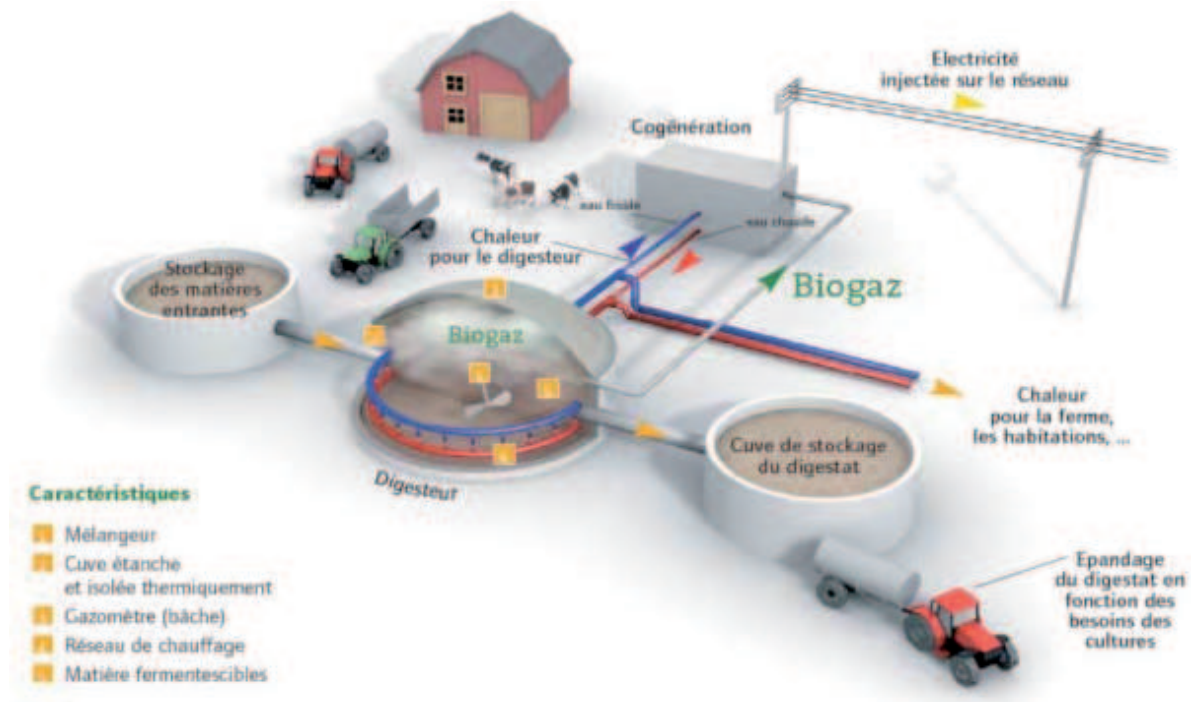 Electricité
injectée sur le réseau
Cogénération
eau froide
eau chaude
Chaleur
pour le digesteur
Stockage
des matières
entrantes
Biogaz
Biogaz
Chaleur
pour la ferme,
les habitations, ...
Cuve de stockage
du digestat
Digesteur
Caractéristiques
Mélangeur
Cuve étanche
et isolée thermiquement
Gazomètre (bâche)
Réseau de chauffage
Matière fermentescibles
Epandage
du digestat en
fonction des
besoins des
cultures